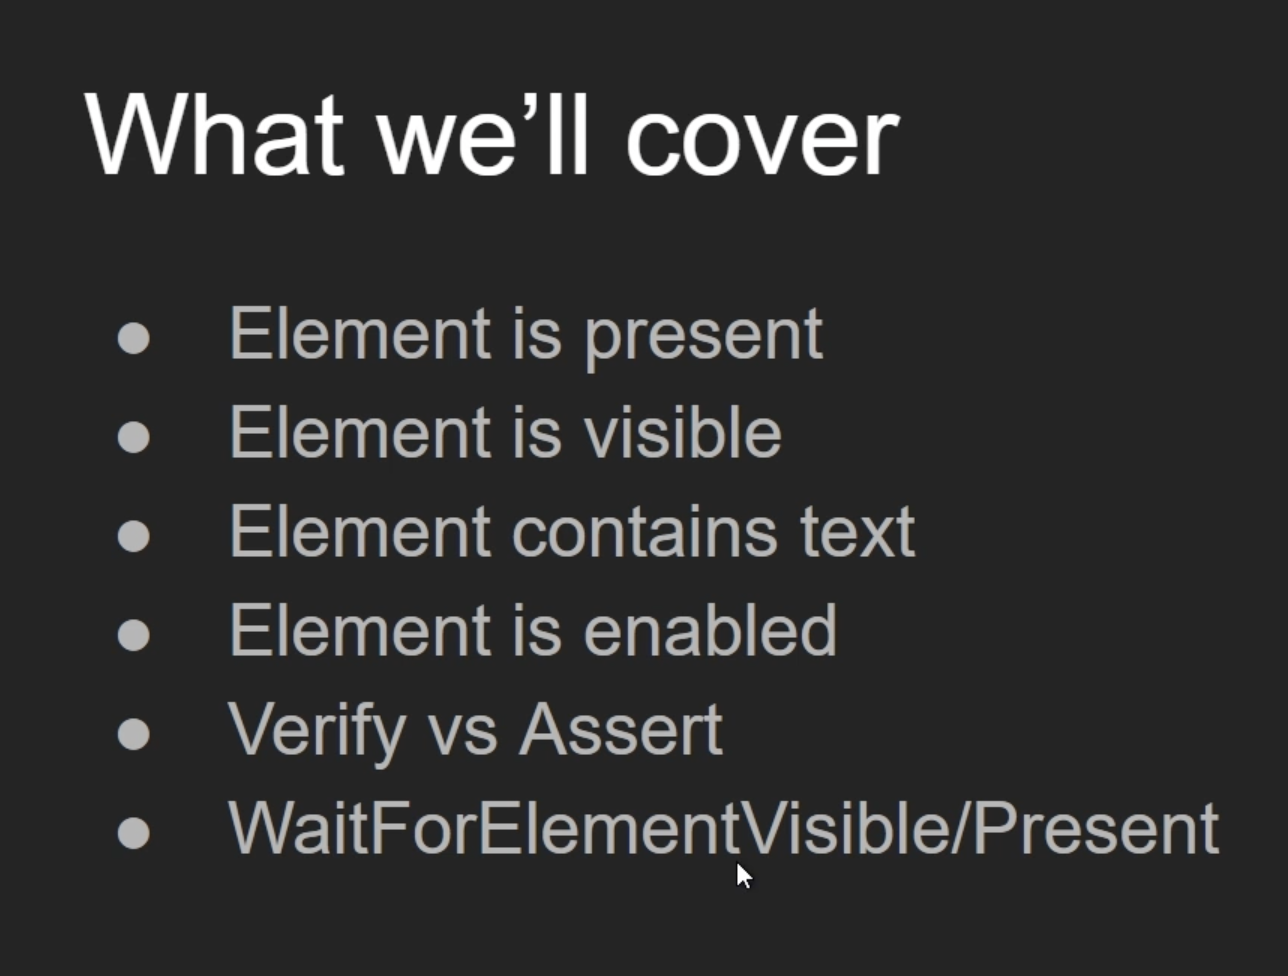 What we’ll cover
● Element is present
● Element is visible
● Element contains text
● Element is enabled
● Verify vs Assert
● WaitForElementVisible/Present